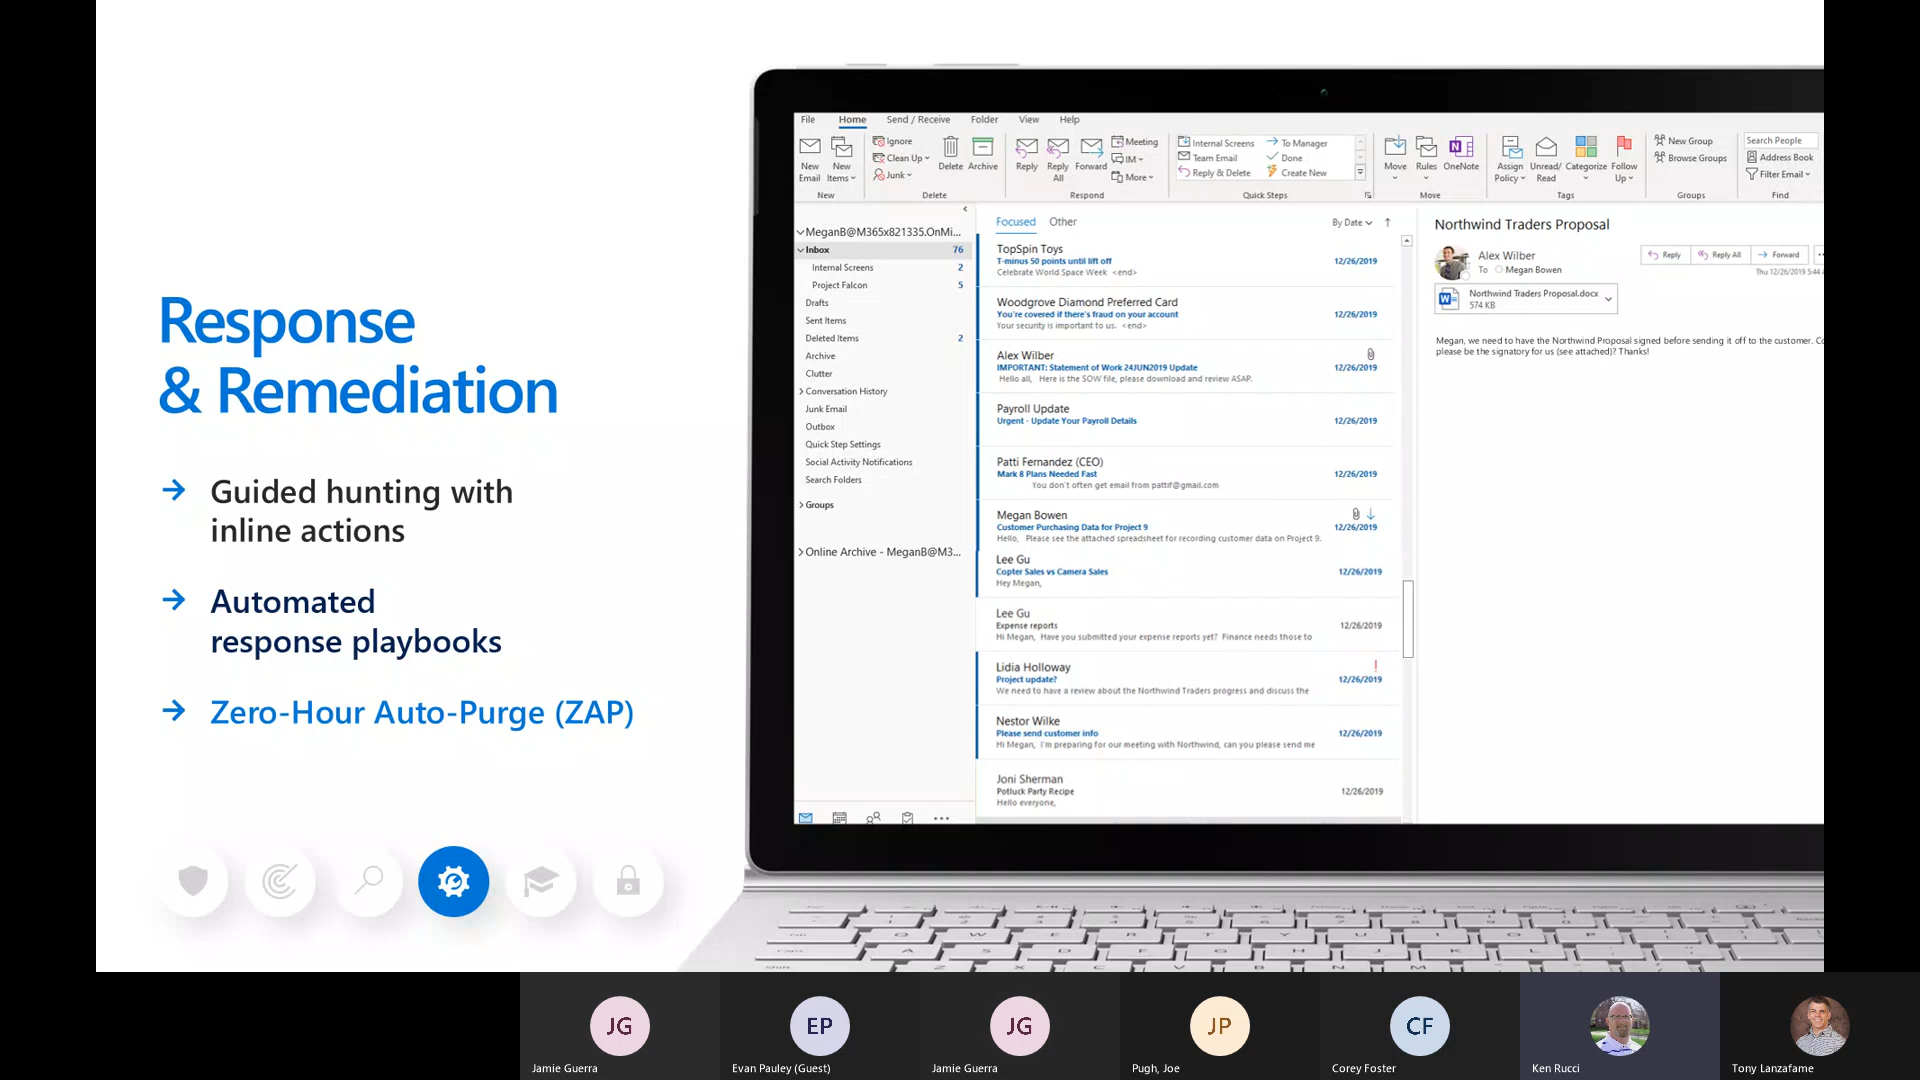 Response
& Remediation
Guided hunting with
inline actions
Automated
response playbooks
Zero-Hour Auto-Purge (ZAP)
File Home Send / Receive Folder View Help
New Email
New Items
New
Ignore
Clean Up
Junk
Delete
Archive
Delete
Reply
Reply All
Forward
Meeting
IM
More
Respond
Internal Screens
Team Email
Reply & Delete
To Manager
Done
Create New
Quick Steps
Move
Rules
OneNote
Move
Assign Policy
Unread/ Read
Categorize
Follow Up
Tags
New Group
Browse Groups
Groups
Search People
Address Book
Filter Email
Find
MeganB@M365x821335.OnMi...
Inbox 76
Internal Screens 2
Project Falcon 5
Drafts
Sent Items
Deleted Items 2
Archive
Clutter
Conversation History
Junk Email
Outbox
Quick Step Settings
Social Activity Notifications
Search Folders
Groups
Online Archive - MeganB@M3...
Focused Other By Date
TopSpin Toys
T-minus 50 points until lift off 12/26/2019
Celebrate World Space Week <end>
Woodgrove Diamond Preferred Card
You're covered if there's fraud on your account 12/26/2019
Your security is important to us. <end>
Alex Wilber
IMPORTANT: Statement of Work 24JUN2019 Update 12/26/2019
Hello all, Here is the SOW file, please download and review ASAP.
Payroll Update
Urgent - Update Your Payroll Details 12/26/2019
Patti Fernandez (CEO)
Mark 8 Plans Needed Fast 12/26/2019
You don't often get email from pattif@gmail.com
Megan Bowen
Customer Purchasing Data for Project 9 12/26/2019
Hello, Please see the attached spreadsheet for recording customer data on Project 9.
Lee Gu
Copter Sales vs Camera Sales 12/26/2019
Hey Megan,
Lee Gu
Expense reports 12/26/2019
Hi Megan, Have you submitted your expense reports yet? Finance needs those to
Lidia Holloway
Project update? 12/26/2019
We need to have a review about the Northwind Traders progress and discuss the
Nestor Wilke
Please send customer info 12/26/2019
Hi Megan, I'm preparing for our meeting with Northwind, can you please send me
Joni Sherman
Potluck Party Recipe 12/26/2019
Hello everyone,
Northwind Traders Proposal
Alex Wilber
To Megan Bowen
Reply Reply All Forward
Thu 12/26/2019 5:44
Northwind Traders Proposal.docx
574 KB
Megan, we need to have the Northwind Proposal signed before sending it off to the customer.
please be the signatory for us (see attached)? Thanks!
JG
Jamie Guerra
EP
Evan Pauley (Guest)
JG
Jamie Guerra
JP
Pugh, Joe
CF
Corey Foster
Ken Rucci
Tony Lanzafame